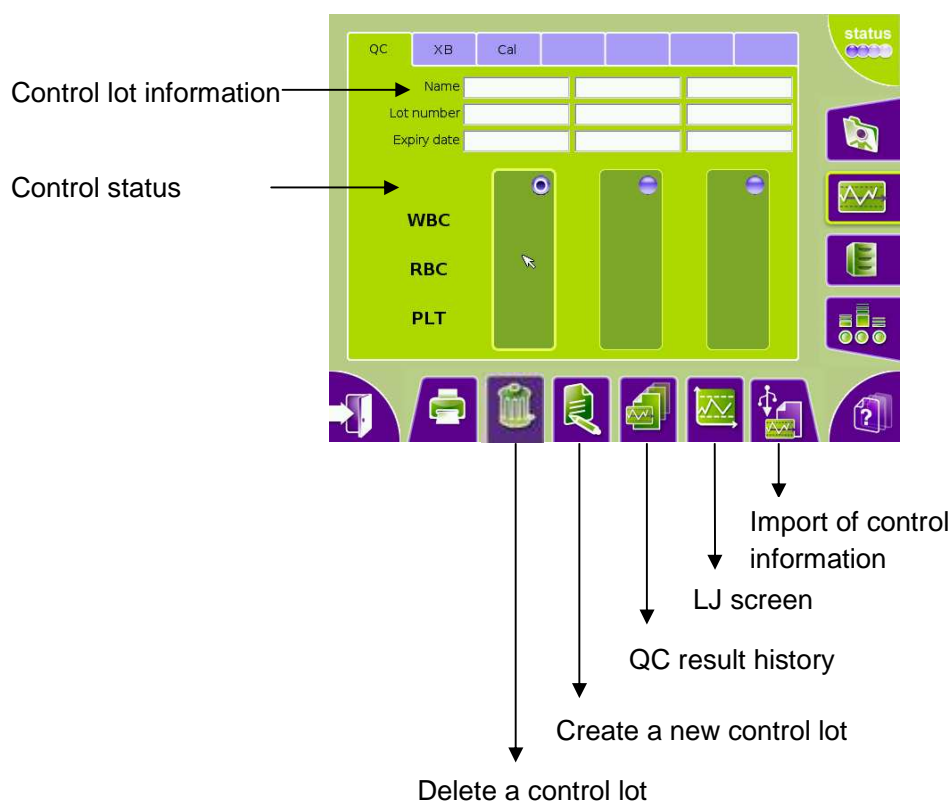 status
QC XB Cal
Control lot information
Name
Lot number
Expiry date
Control status
WBC
RBC
PLT
?
Import of control
information
LJ screen
QC result history
Create a new control lot
Delete a control lot